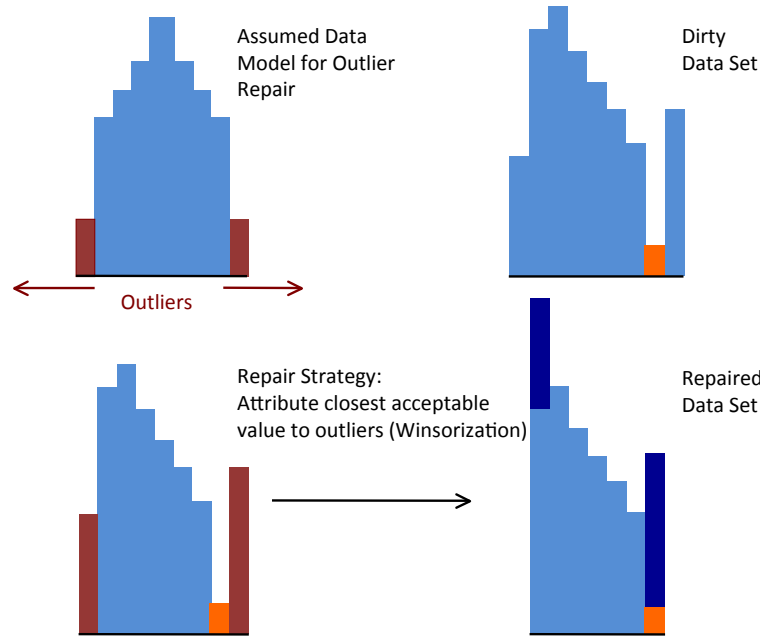 Assumed Data
Model for Outlier
Repair
Dirty
Data Set
Outliers
Repair Strategy:
Attribute closest acceptable
value to outliers (Winsorization)
Repaired
Data Set